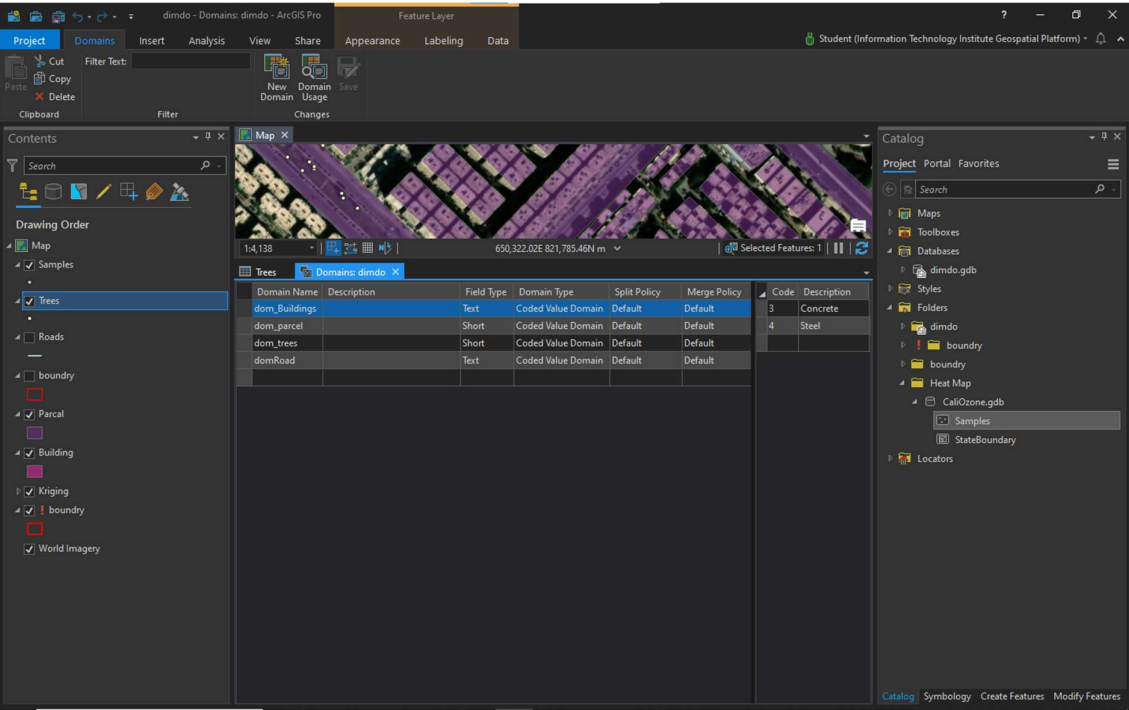 dimdo - Domains: dimdo - ArcGIS Pro
Feature Layer
?
Project Domains Insert Analysis View Share Appearance Labeling Data
Student (Information Technology Institute Geospatial Platform)
Paste
Cut
Copy
Delete
Clipboard
Filter Text:
Filter
New Domain
Domain Usage
Save
Changes
Contents
Search
Drawing Order
Map
Samples
Trees
Roads
boundry
Parcal
Building
Kriging
! boundry
World Imagery
Map
1:4,138
650,322.02E 821,785.46N m
Selected Features: 1
Trees
Domains: dimdo
Domain Name Description Field Type Domain Type Split Policy Merge Policy
dom_Buildings Text Coded Value Domain Default Default
dom_parcel Short Coded Value Domain Default Default
dom_trees Short Coded Value Domain Default Default
domRoad Text Coded Value Domain Default Default
Code Description
3 Concrete
4 Steel
Catalog
Project Portal Favorites
Search
Maps
Toolboxes
Databases
dimdo.gdb
Styles
Folders
dimdo
! boundry
boundry
Heat Map
CaliOzone.gdb
Samples
StateBoundary
Locators
Catalog Symbology Create Features Modify Features